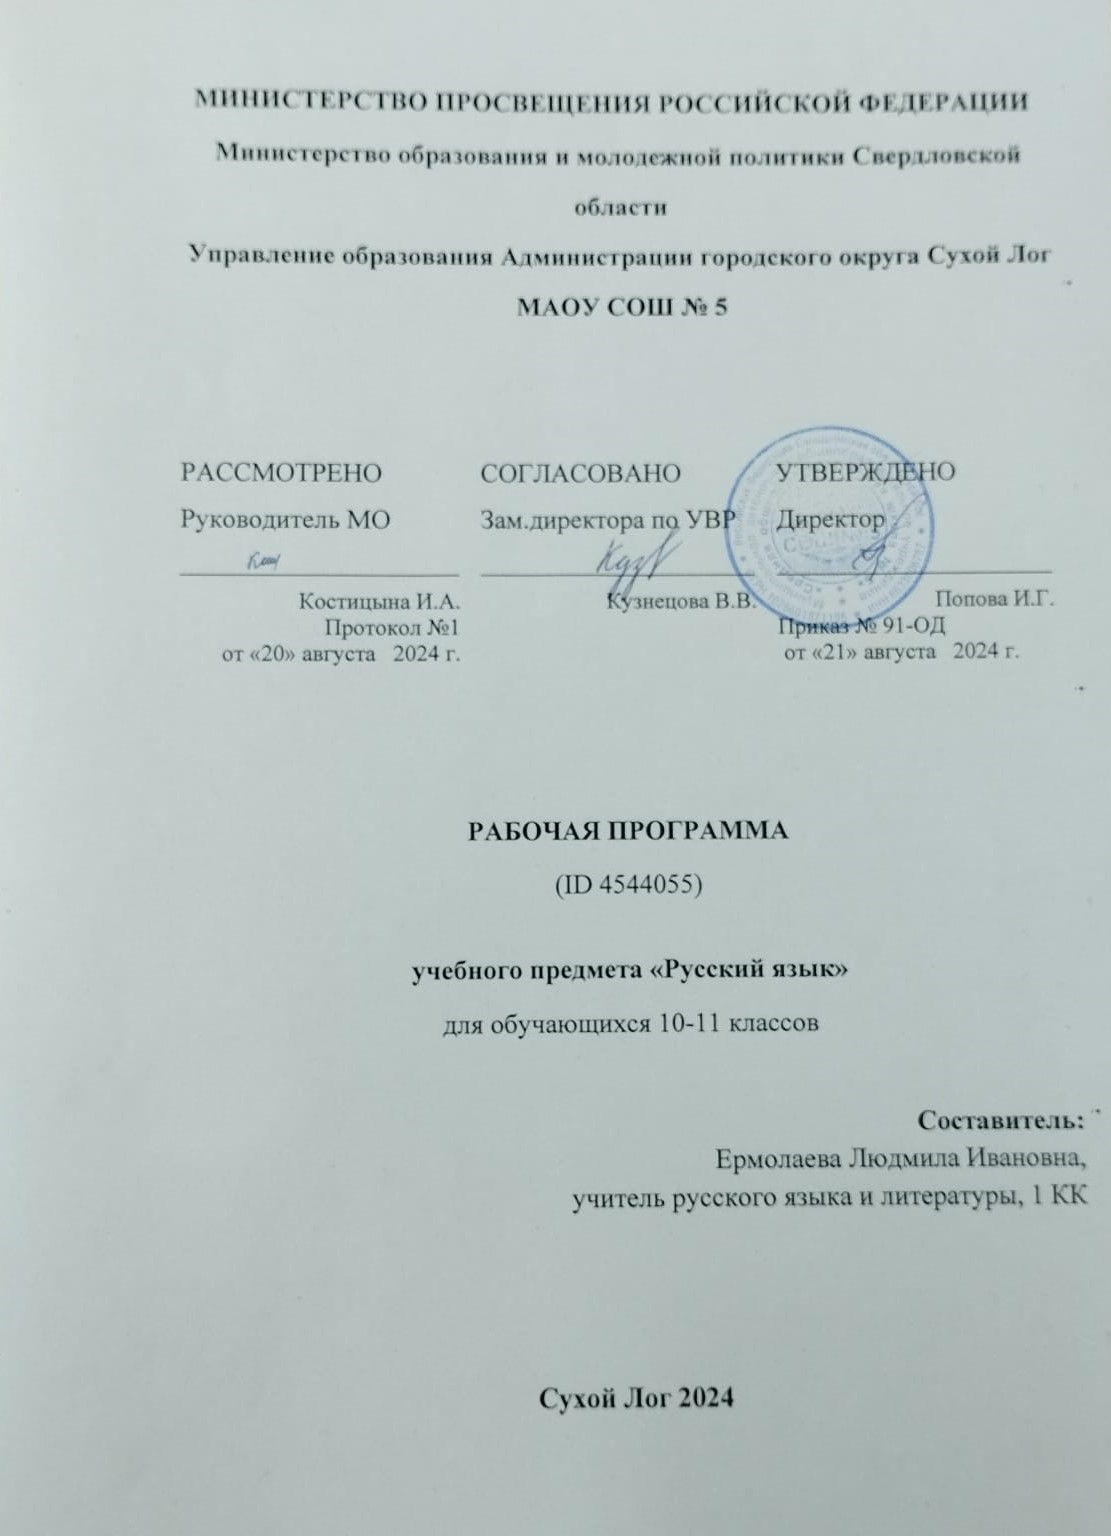 МИНИСТЕРСТВО ПРОСВЕЩЕНИЯ РОССИЙСКОЙ ФЕДЕРАЦИИ
Министерство образования и молодежной политики Свердловской
области
Управление образования Администрации городского округа Сухой Лог
МАОУ СОШ № 5
РАССМОТРЕНО
Руководитель МО
Костицына И.А.
Протокол №1
от «20» августа 2024 г.
СОГЛАСОВАНО
Зам.директора по УВР
Кузнецова В.В.
УТВЕРЖДЕНО
Директор
Попова И.Г.
Приказ № 91-ОД
от «21» августа 2024 г.
РАБОЧАЯ ПРОГРАММА
(ID 4544055)
учебного предмета «Русский язык»
для обучающихся 10-11 классов
Составитель:
Ермолаева Людмила Ивановна,
учитель русского языка и литературы, 1 КК
Сухой Лог 2024